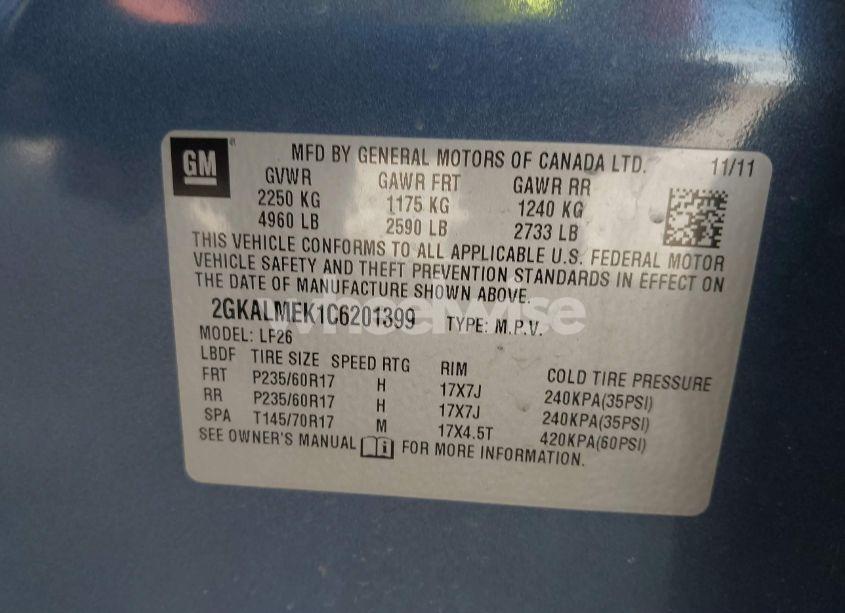 GM
MFD BY GENERAL MOTORS OF CANADA LTD. 11/11
GVWR GAWR FRT GAWR RR
2250 KG 1175 KG 1240 KG
4960 LB 2590 LB 2733 LB
THIS VEHICLE CONFORMS TO ALL APPLICABLE U.S. FEDERAL MOTOR
VEHICLE SAFETY AND THEFT PREVENTION STANDARDS IN EFFECT ON
THE DATE OF MANUFACTURE SHOWN ABOVE.
2GKALMEK1C6201399 TYPE: M.P.V.
wheelwise
MODEL: LF26
LBDF TIRE SIZE SPEED RTG RIM COLD TIRE PRESSURE
FRT P235/60R17 H 17X7J 240KPA(35PSI)
RR P235/60R17 H 17X7J 240KPA(35PSI)
SPA T145/70R17 M 17X4.5T 420KPA(60PSI)
SEE OWNER'S MANUAL FOR MORE INFORMATION.